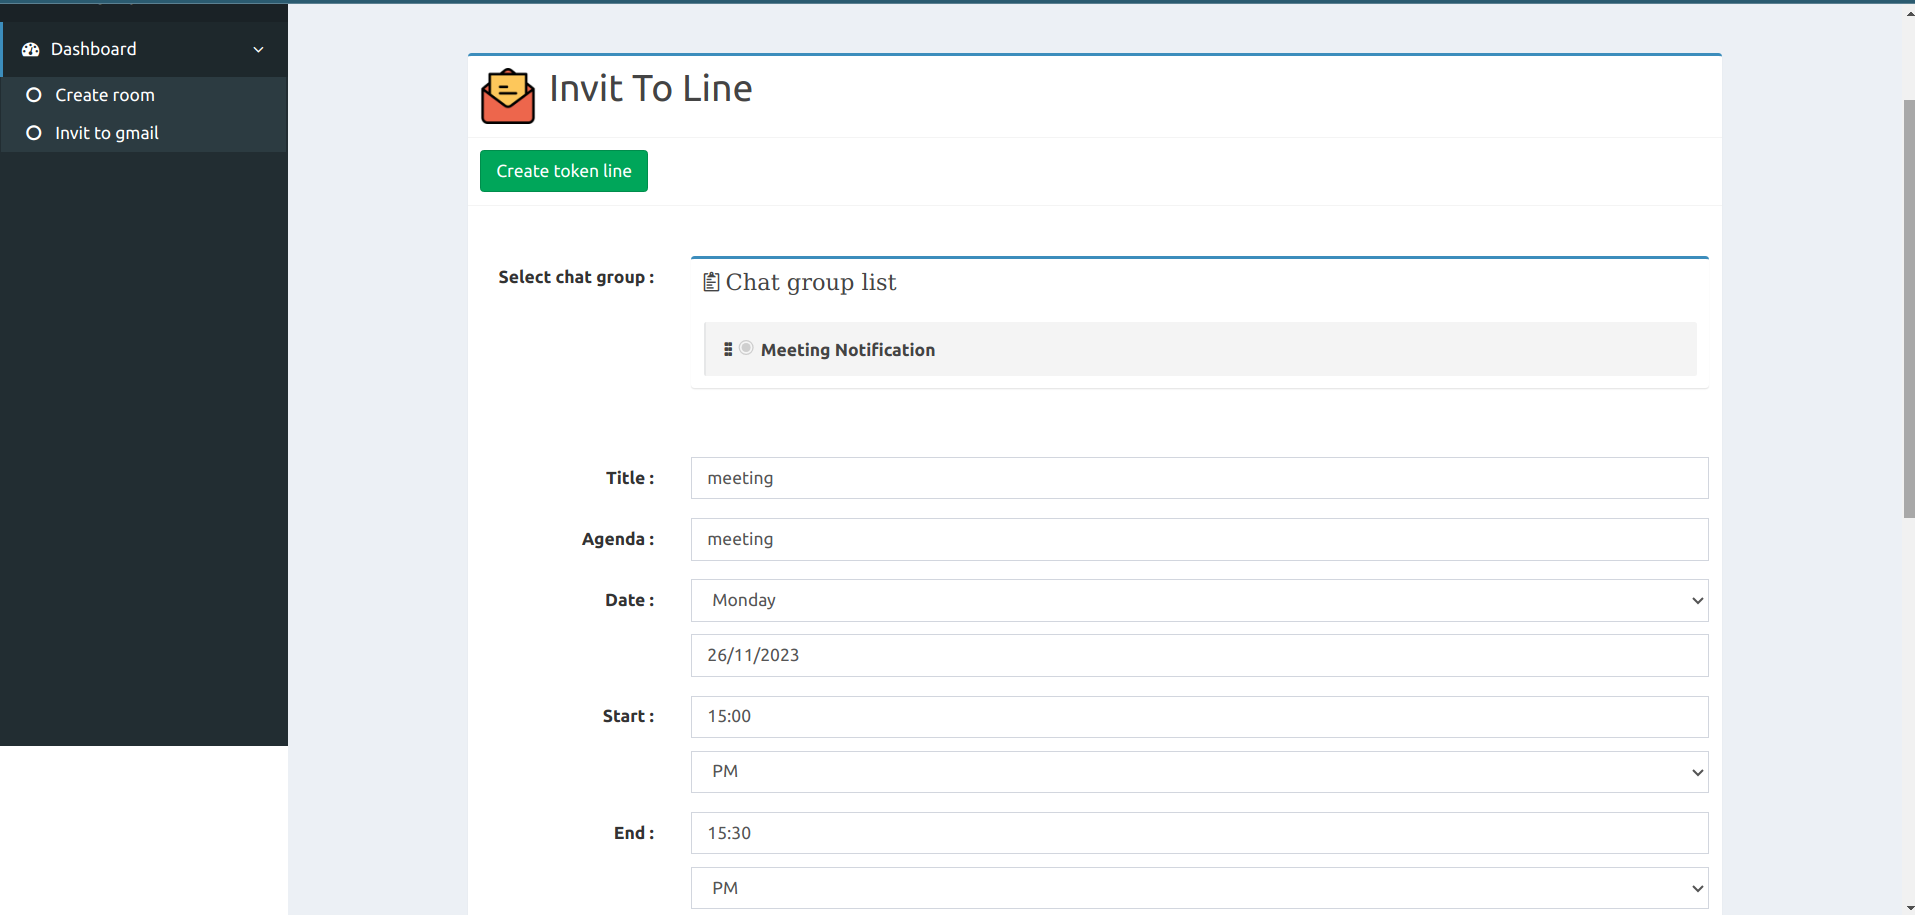 Dashboard
Create room
Invit to gmail
Invit To Line
Create token line
Select chat group :
Chat group list
Meeting Notification
Title :
meeting
Agenda :
meeting
Date :
Monday
26/11/2023
Start :
15:00
PM
End :
15:30
PM